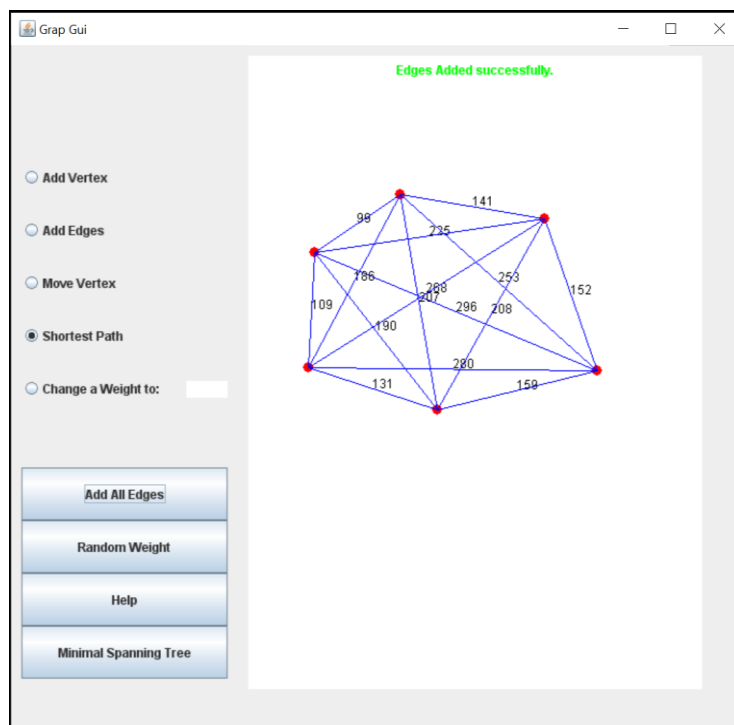 Grap Gui
Edges Added successfully.
Add Vertex
Add Edges
Move Vertex
Shortest Path
Change a Weight to:
Add All Edges
Random Weight
Help
Minimal Spanning Tree
141
99
225
186
268
253
207
152
109
296
208
190
280
131
159